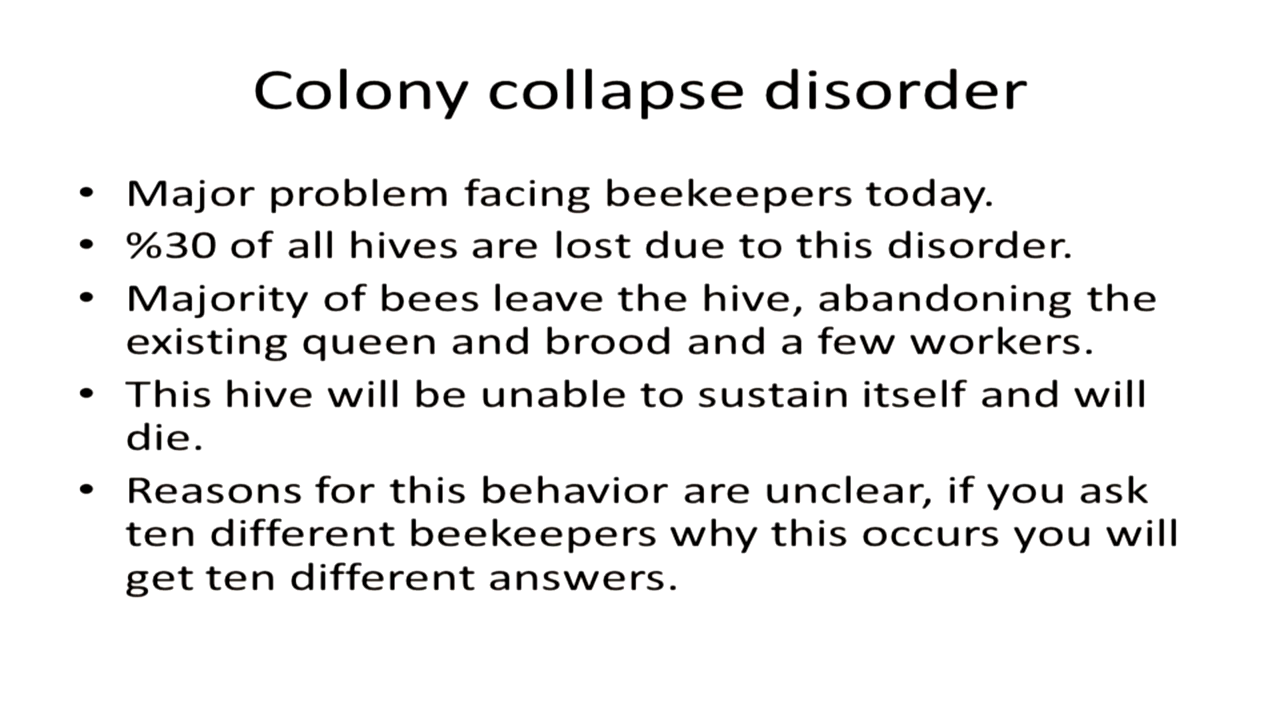 Colony collapse disorder
• Major problem facing beekeepers today.
• %30 of all hives are lost due to this disorder.
• Majority of bees leave the hive, abandoning the
existing queen and brood and a few workers.
• This hive will be unable to sustain itself and will
die.
• Reasons for this behavior are unclear, if you ask
ten different beekeepers why this occurs you will
get ten different answers.